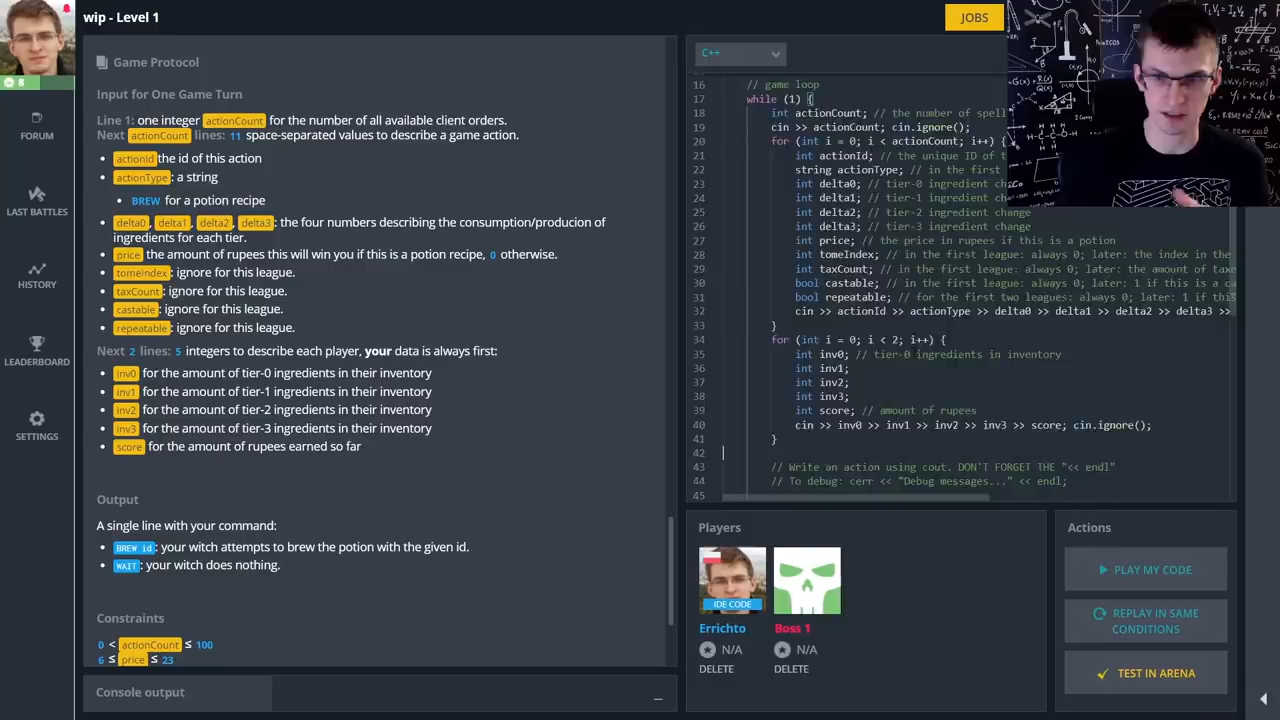 wip - Level 1
JOBS
8
FORUM
LAST BATTLES
HISTORY
LEADERBOARD
SETTINGS
Game Protocol
Input for One Game Turn
Line 1: one integer actionCount for the number of all available client orders.
Next actionCount lines: 11 space-separated values to describe a game action.
actionId the id of this action
actionType: a string
BREW for a potion recipe
delta0, delta1, delta2, delta3: the four numbers describing the consumption/producion of
ingredients for each tier.
price the amount of rupees this will win you if this is a potion recipe, 0 otherwise.
tomeIndex: ignore for this league.
taxCount: ignore for this league.
castable: ignore for this league.
repeatable: ignore for this league.
Next 2 lines: 5 integers to describe each player, your data is always first:
inv0 for the amount of tier-0 ingredients in their inventory
inv1 for the amount of tier-1 ingredients in their inventory
inv2 for the amount of tier-2 ingredients in their inventory
inv3 for the amount of tier-3 ingredients in their inventory
score for the amount of rupees earned so far
Output
A single line with your command:
BREW id: your witch attempts to brew the potion with the given id.
WAIT: your witch does nothing.
Constraints
0 < actionCount ≤ 100
6 ≤ price ≤ 23
Console output
C++
16 // game loop
17 while (1) {
18 int actionCount; // the number of spell
19 cin >> actionCount; cin.ignore();
20 for (int i = 0; i < actionCount; i++) {
21 int actionId; // the unique ID of t
22 string actionType; // in the first
23 int delta0; // tier-0 ingredient ch
24 int delta1; // tier-1 ingredient change
25 int delta2; // tier-2 ingredient change
26 int delta3; // tier-3 ingredient change
27 int price; // the price in rupees if this is a potion
28 int tomeIndex; // in the first league: always 0; later: the index in the
29 int taxCount; // in the first league: always 0; later: the amount of taxe
30 bool castable; // in the first league: always 0; later: 1 if this is a ca
31 bool repeatable; // for the first two leagues: always 0; later: 1 if this
32 cin >> actionId >> actionType >> delta0 >> delta1 >> delta2 >> delta3 >>
33 }
34 for (int i = 0; i < 2; i++) {
35 int inv0; // tier-0 ingredients in inventory
36 int inv1;
37 int inv2;
38 int inv3;
39 int score; // amount of rupees
40 cin >> inv0 >> inv1 >> inv2 >> inv3 >> score; cin.ignore();
41 }
42
43 // Write an action using cout. DON'T FORGET THE "<< endl"
44 // To debug: cerr << "Debug messages..." << endl;
45
Players
IDE CODE
Errichto
N/A
DELETE
Boss 1
N/A
DELETE
Actions
PLAY MY CODE
REPLAY IN SAME
CONDITIONS
TEST IN ARENA